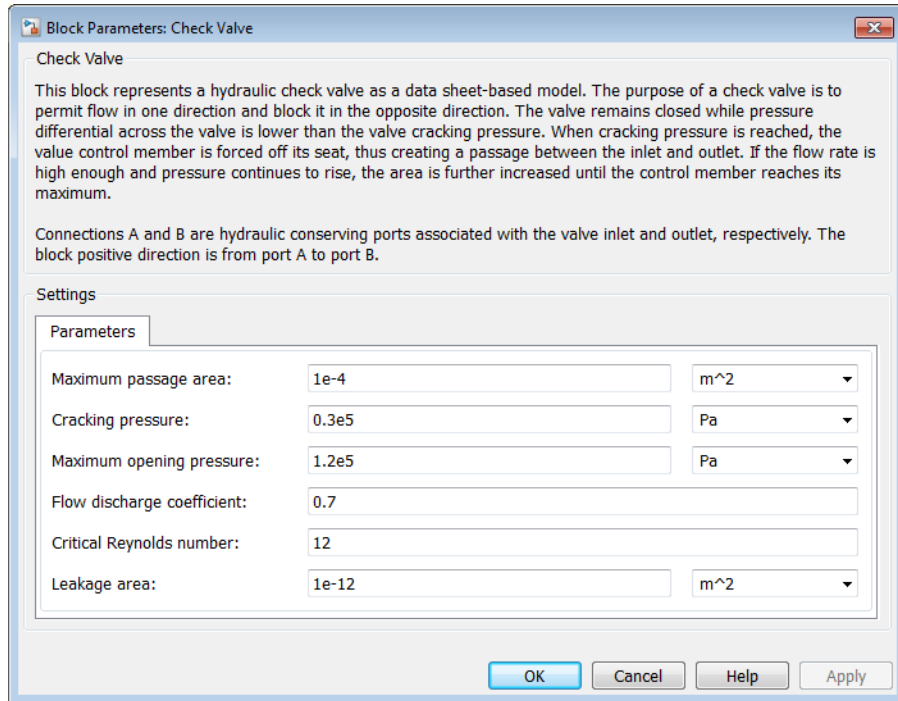 Block Parameters: Check Valve
Check Valve
This block represents a hydraulic check valve as a data sheet-based model. The purpose of a check valve is to
permit flow in one direction and block it in the opposite direction. The valve remains closed while pressure
differential across the valve is lower than the valve cracking pressure. When cracking pressure is reached, the
value control member is forced off its seat, thus creating a passage between the inlet and outlet. If the flow rate is
high enough and pressure continues to rise, the area is further increased until the control member reaches its
maximum.
Connections A and B are hydraulic conserving ports associated with the valve inlet and outlet, respectively. The
block positive direction is from port A to port B.
Settings
Parameters
Maximum passage area: 1e-4 m^2
Cracking pressure: 0.3e5 Pa
Maximum opening pressure: 1.2e5 Pa
Flow discharge coefficient: 0.7
Critical Reynolds number: 12
Leakage area: 1e-12 m^2
OK Cancel Help Apply